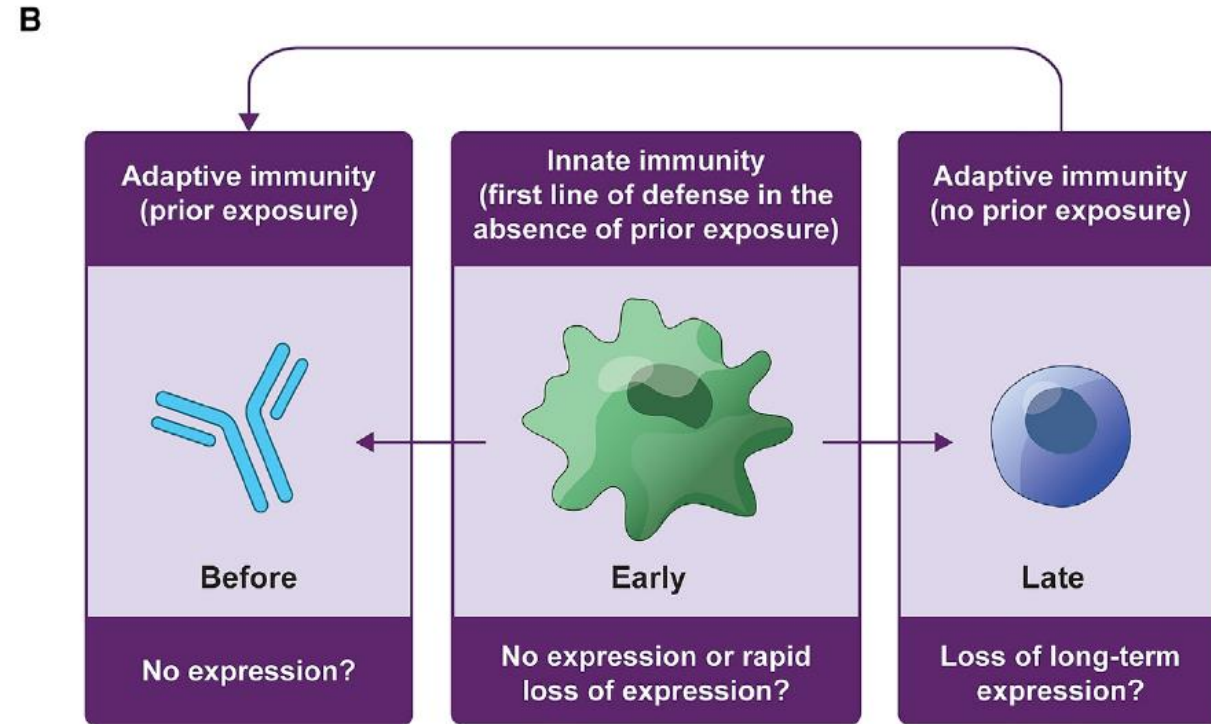 B
Adaptive immunity
(prior exposure)
Before
No expression?
Innate immunity
(first line of defense in the
absence of prior exposure)
Early
No expression or rapid
loss of expression?
Adaptive immunity
(no prior exposure)
Late
Loss of long-term
expression?